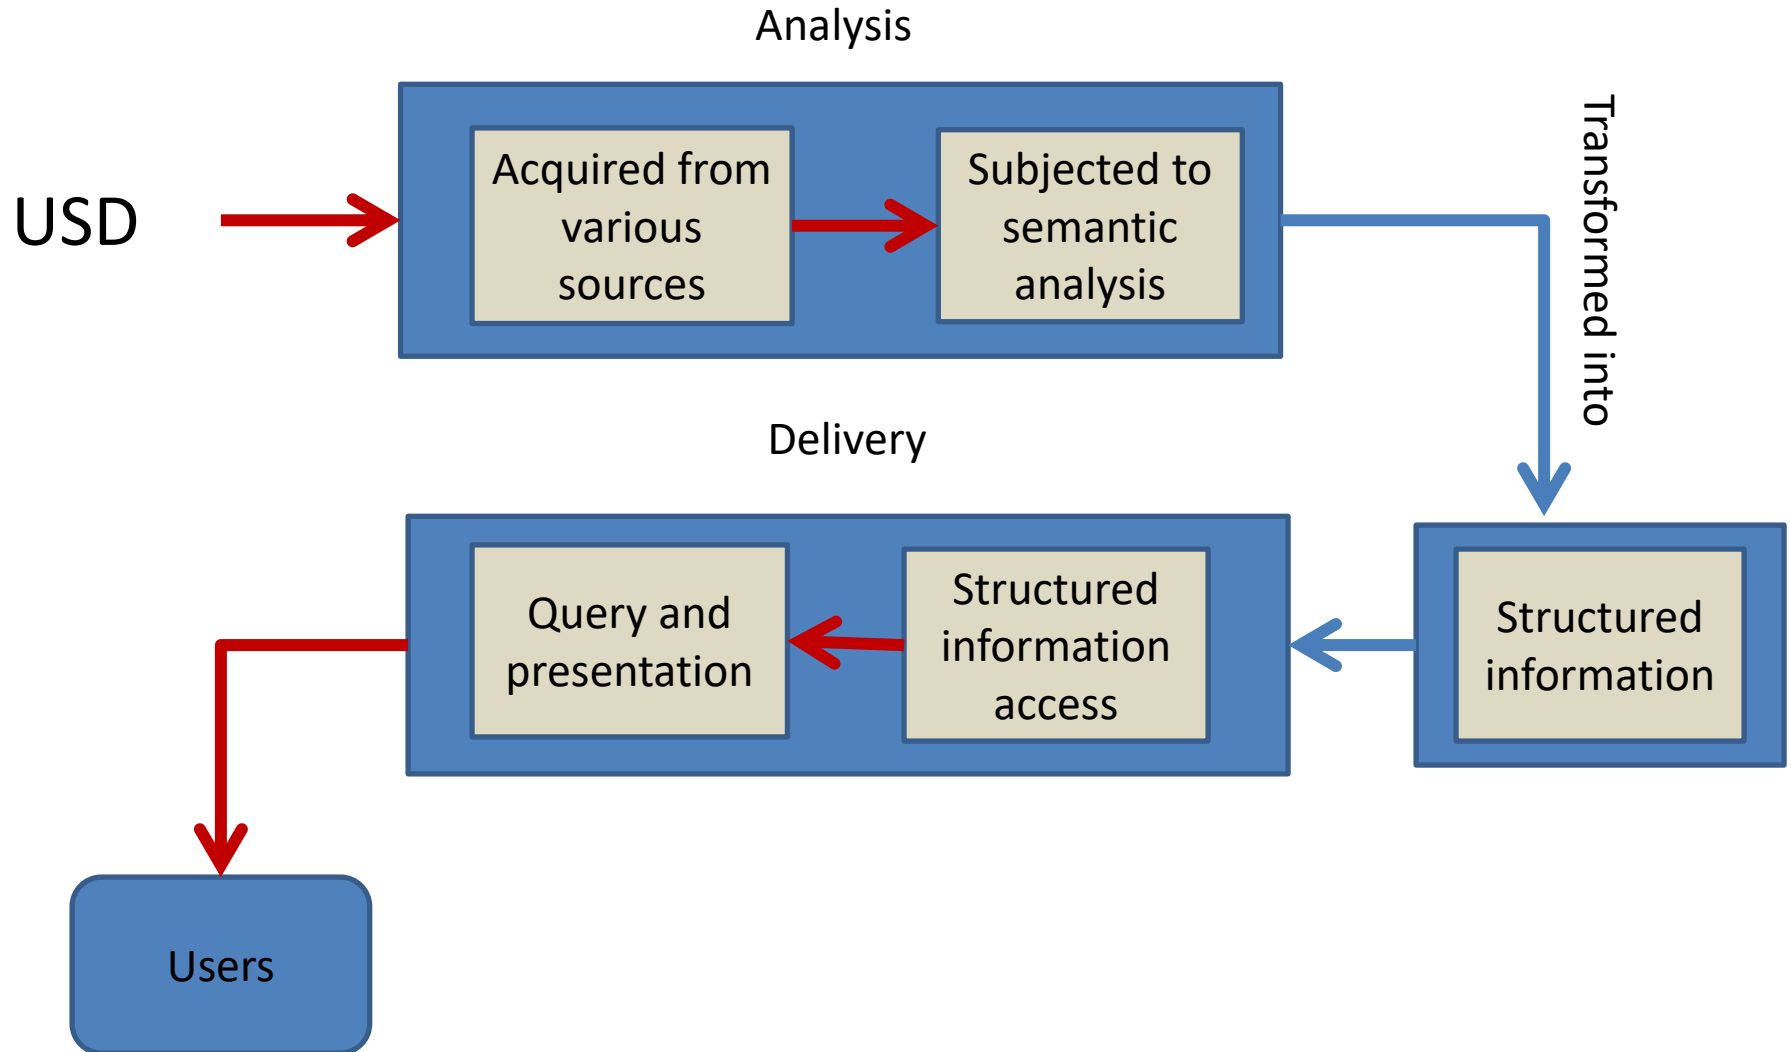 Analysis
USD
Acquired from
various
sources
Subjected to
semantic
analysis
Transformed into
Delivery
Query and
presentation
Structured
information
access
Structured
information
Users